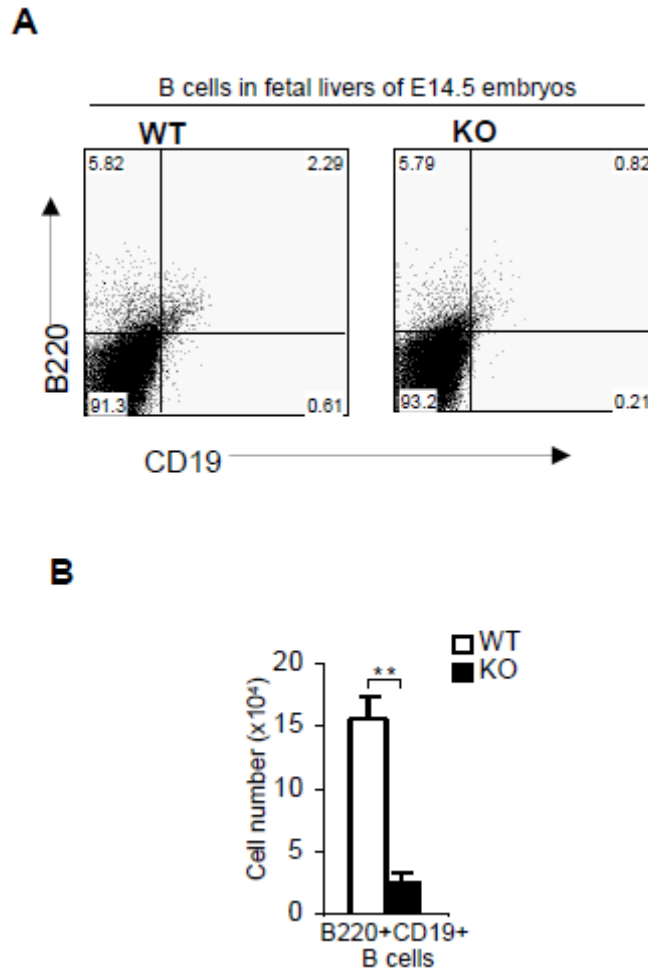 A
B cells in fetal livers of E14.5 embryos
WT
KO
5.82
2.29
5.79
0.82
B220
91.3
0.61
93.2
0.21
CD19
B
WT
KO
**
Cell number (x10⁴)
20
15
10
5
0
B220+CD19+
B cells